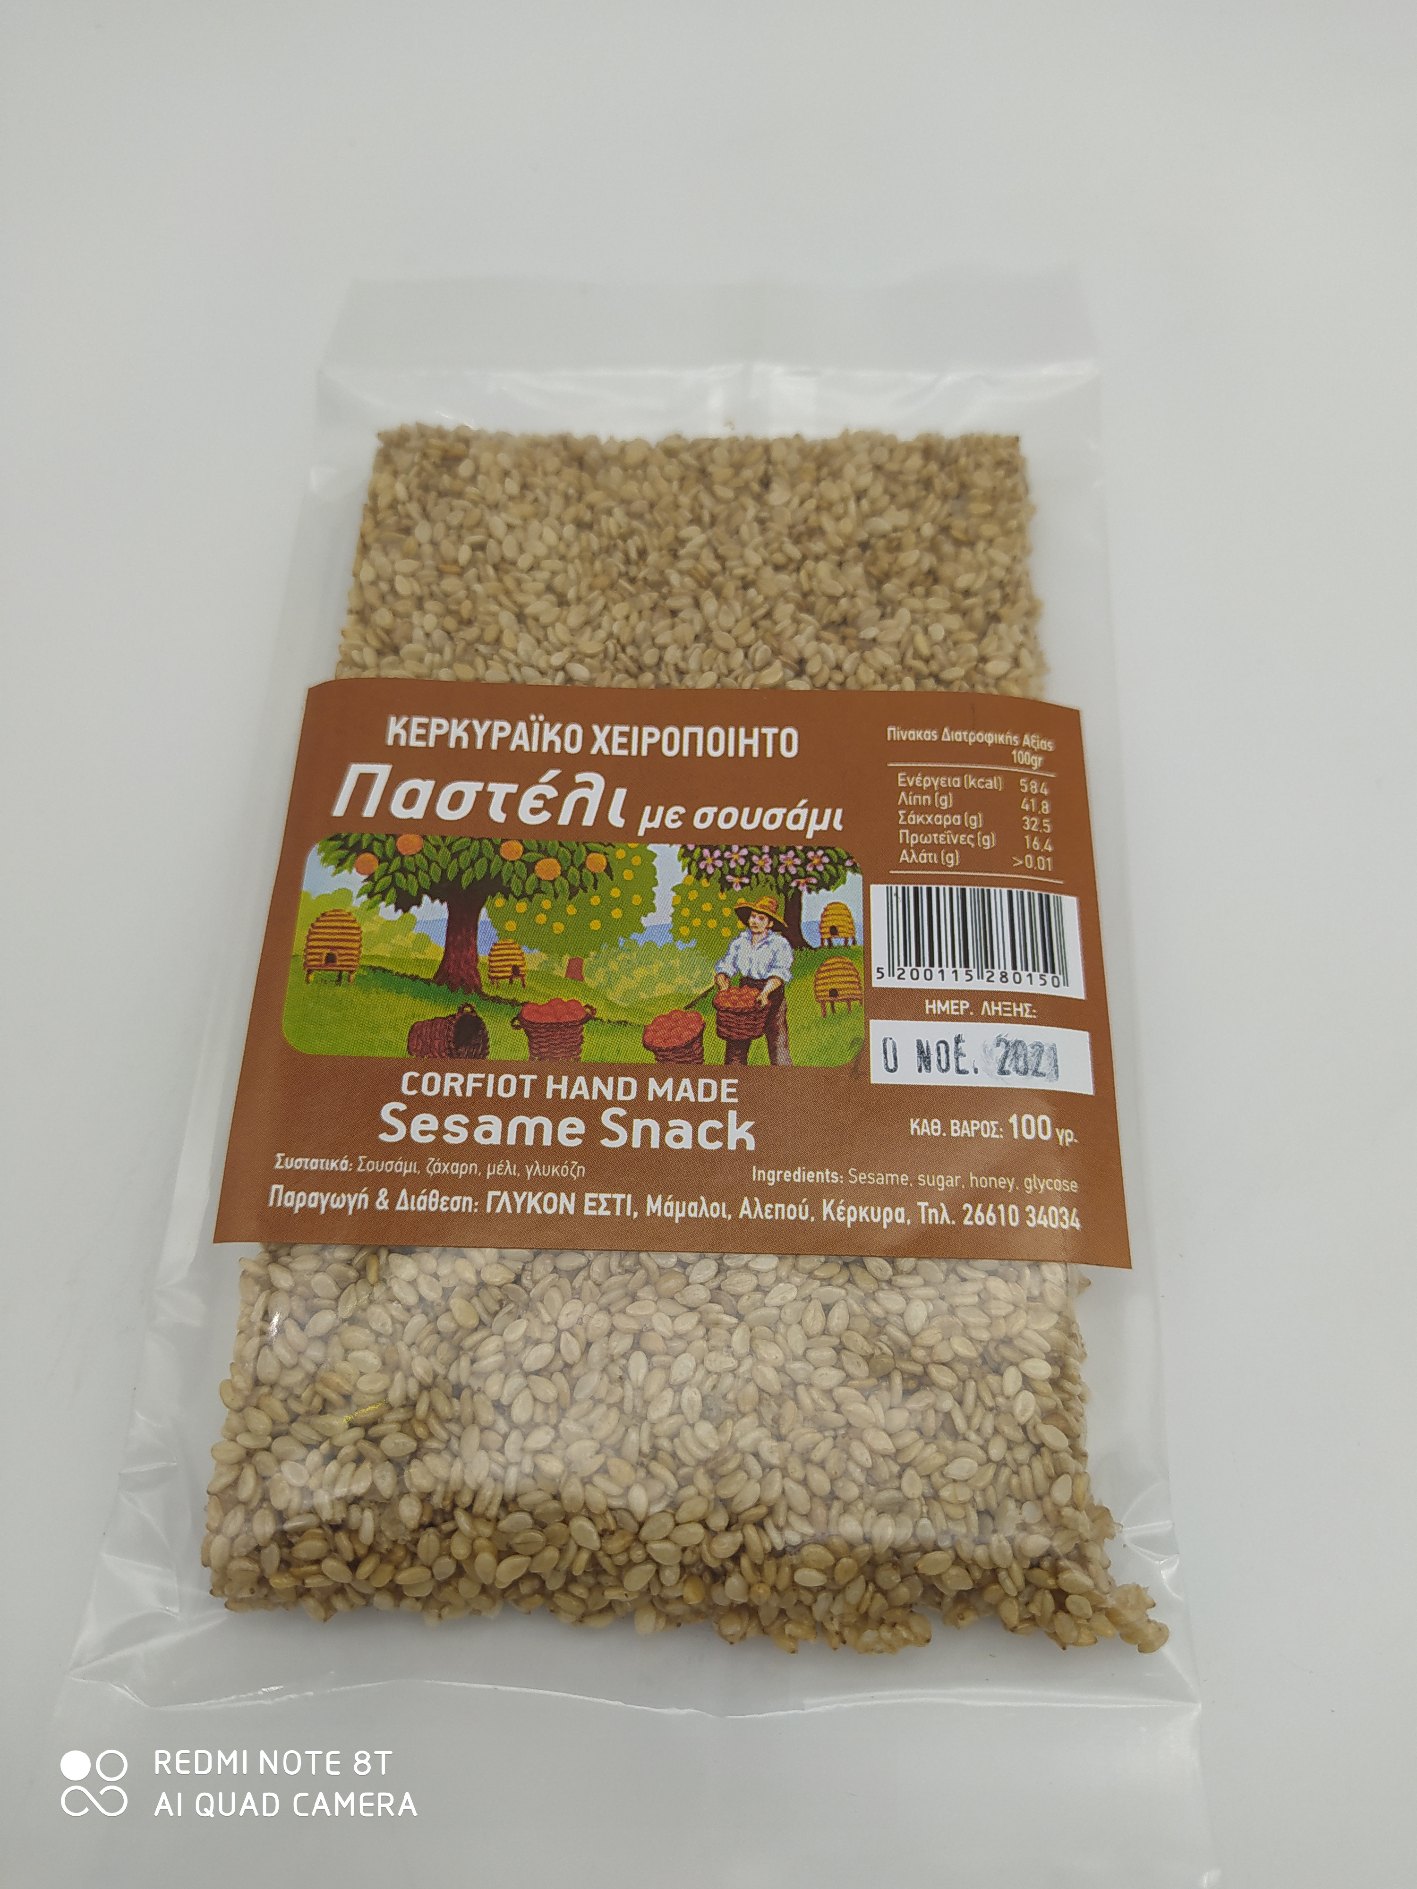 ΚΕΡΚΥΡΑΪΚΟ ΧΕΙΡΟΠΟΙΗΤΟ
Παστέλι με σουσάμι
Πίνακας Διατροφικής Αξίας
100gr
Ενέργεια (kcal) 584
Λίπη (g) 41.8
Σάκχαρα (g) 32.5
Πρωτεΐνες (g) 16.4
Αλάτι (g) >0.01
5 200115 280150
ΗΜΕΡ. ΛΗΞΗΣ:
0 ΝΟΕ. 2021
CORFIOT HAND MADE
Sesame Snack
ΚΑΘ. ΒΑΡΟΣ: 100 γρ.
Συστατικά: Σουσάμι, ζάχαρη, μέλι, γλυκόζη
Ingredients: Sesame, sugar, honey, glycose
Παραγωγή & Διάθεση: ΓΛΥΚΟΝ ΕΣΤΙ, Μάμαλοι, Αλεπού, Κέρκυρα, Τηλ. 26610 34034
REDMI NOTE 8T
AI QUAD CAMERA